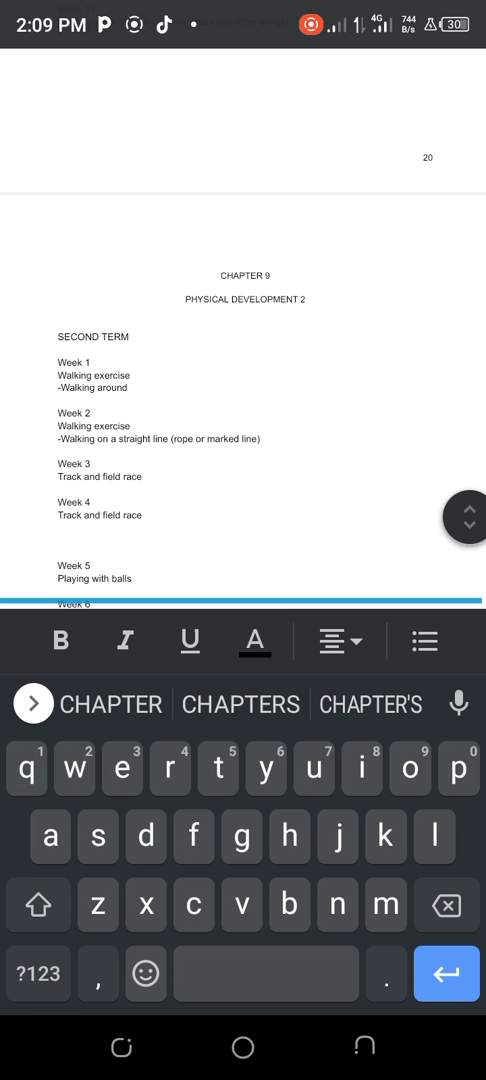 2:09 PM
4G
744
B/s
30
20
CHAPTER 9
PHYSICAL DEVELOPMENT 2
SECOND TERM
Week 1
Walking exercise
-Walking around
Week 2
Walking exercise
-Walking on a straight line (rope or marked line)
Week 3
Track and field race
Week 4
Track and field race
Week 5
Playing with balls
Week 6
B I U A
CHAPTER CHAPTERS CHAPTER'S
1 2 3 4 5 6 7 8 9 0
q w e r t y u i o p
a s d f g h j k l
z x c v b n m
?123 , .